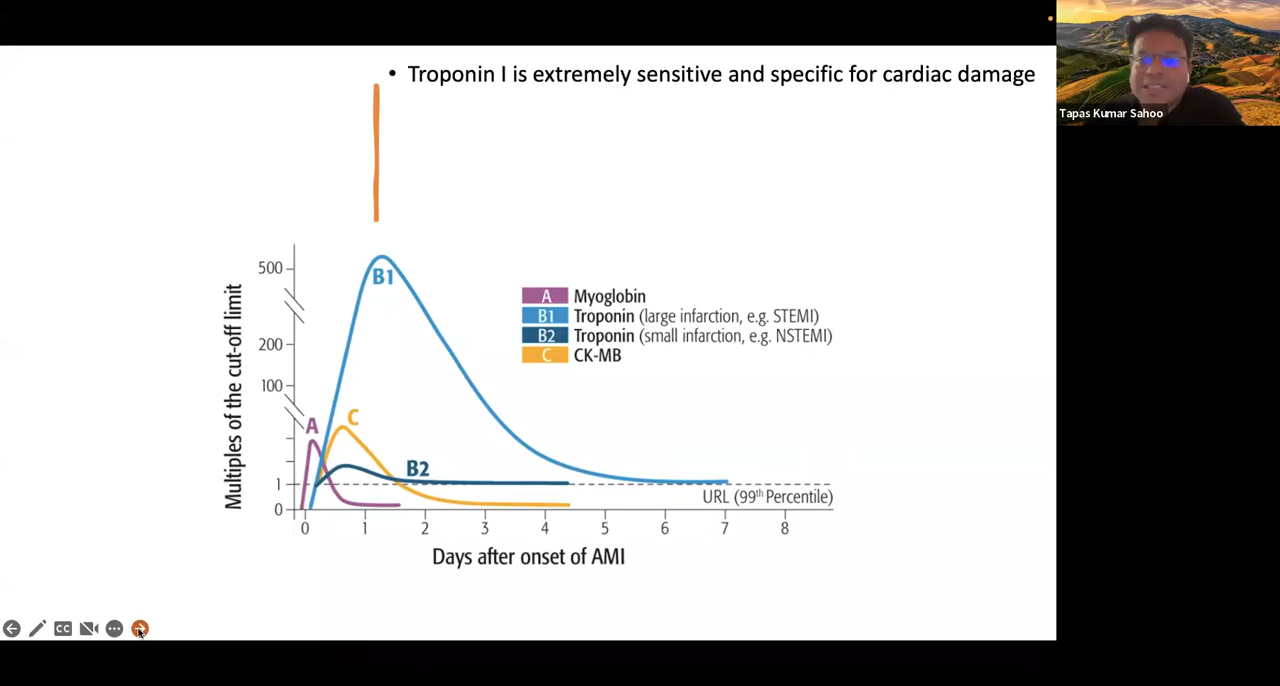 • Troponin I is extremely sensitive and specific for cardiac damage
Tapas Kumar Sahoo
Multiples of the cut-off limit
500
200
100
1
0
A
B1
C
B2
A Myoglobin
B1 Troponin (large infarction, e.g. STEMI)
B2 Troponin (small infarction, e.g. NSTEMI)
C CK-MB
URL (99th Percentile)
0 1 2 3 4 5 6 7 8
Days after onset of AMI
CC